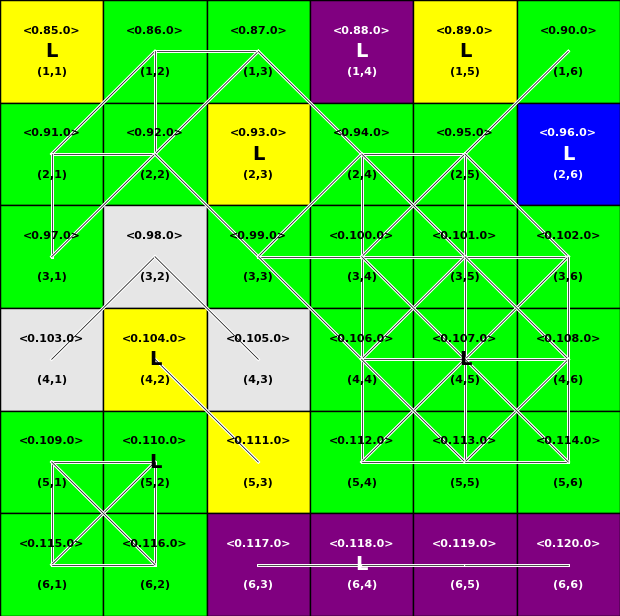 <0.85.0> <0.86.0> <0.87.0> <0.88.0> <0.89.0> <0.90.0>
L L L
(1,1) (1,2) (1,3) (1,4) (1,5) (1,6)
<0.91.0> <0.92.0> <0.93.0> <0.94.0> <0.95.0> <0.96.0>
L L
(2,1) (2,2) (2,3) (2,4) (2,5) (2,6)
<0.97.0> <0.98.0> <0.99.0> <0.100.0> <0.101.0> <0.102.0>
(3,1) (3,2) (3,3) (3,4) (3,5) (3,6)
<0.103.0> <0.104.0> <0.105.0> <0.106.0> <0.107.0> <0.108.0>
L L
(4,1) (4,2) (4,3) (4,4) (4,5) (4,6)
<0.109.0> <0.110.0> <0.111.0> <0.112.0> <0.113.0> <0.114.0>
L
(5,1) (5,2) (5,3) (5,4) (5,5) (5,6)
<0.115.0> <0.116.0> <0.117.0> <0.118.0> <0.119.0> <0.120.0>
L
(6,1) (6,2) (6,3) (6,4) (6,5) (6,6)